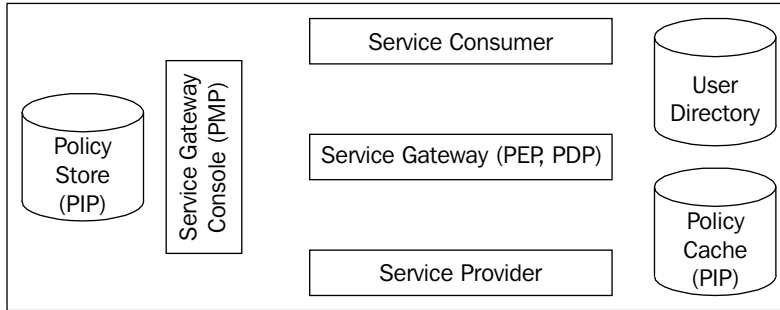 Policy
Store
(PIP)
Service Gateway
Console (PMP)
Service Consumer
Service Gateway (PEP, PDP)
Service Provider
User
Directory
Policy
Cache
(PIP)